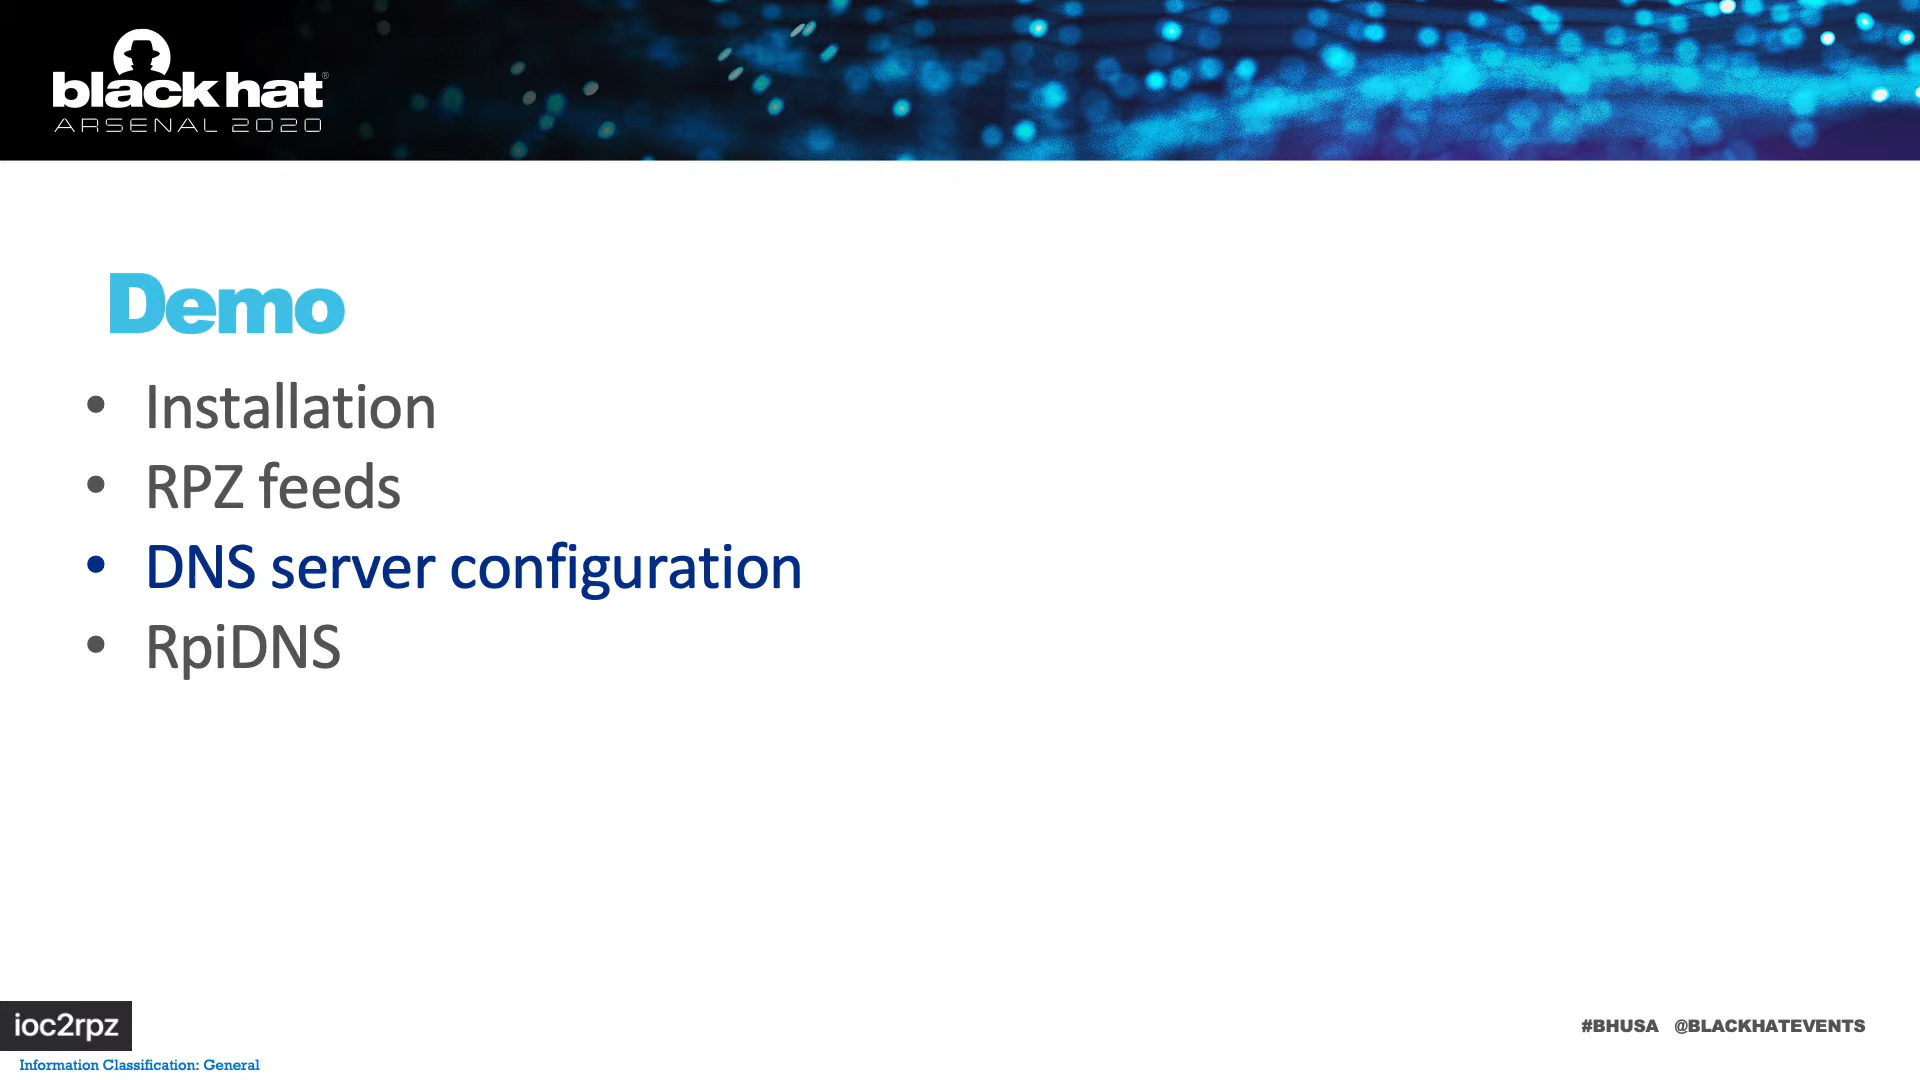 black hat®
ARSENAL 2020
Demo
• Installation
• RPZ feeds
• DNS server configuration
• RpiDNS
ioc2rpz
#BHUSA @BLACKHATEVENTS
Information Classification: General